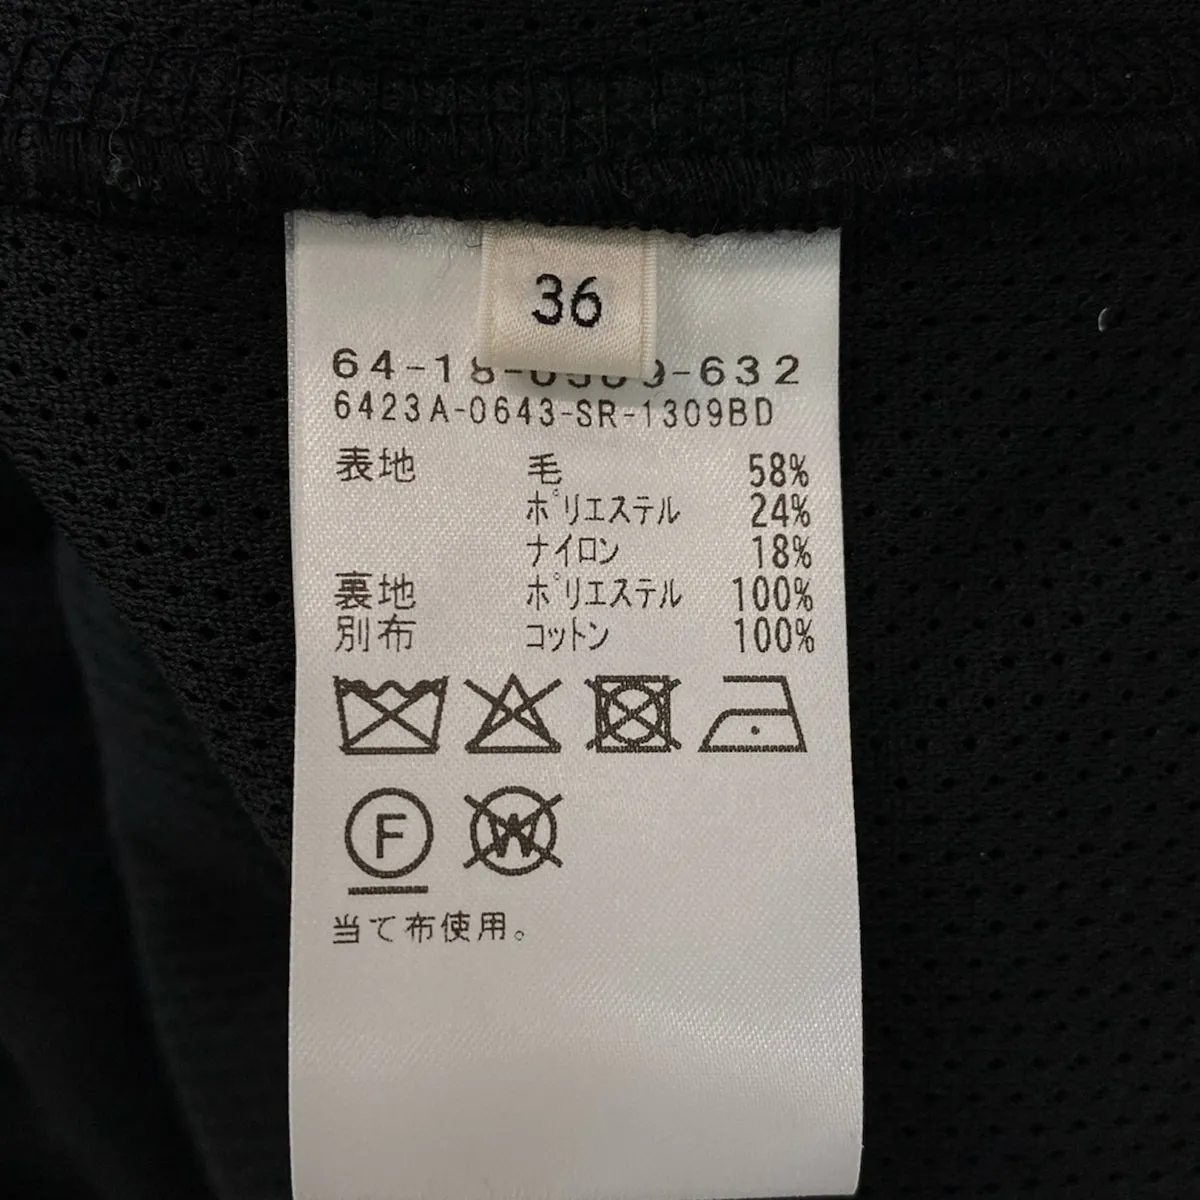 36
64-18-
-632
6423A-0643-SR-1309BD
表地 毛 58%
ポリエステル 24%
ナイロン 18%
裏地 ポリエステル 100%
別布 コットン 100%
F W
当て布使用。